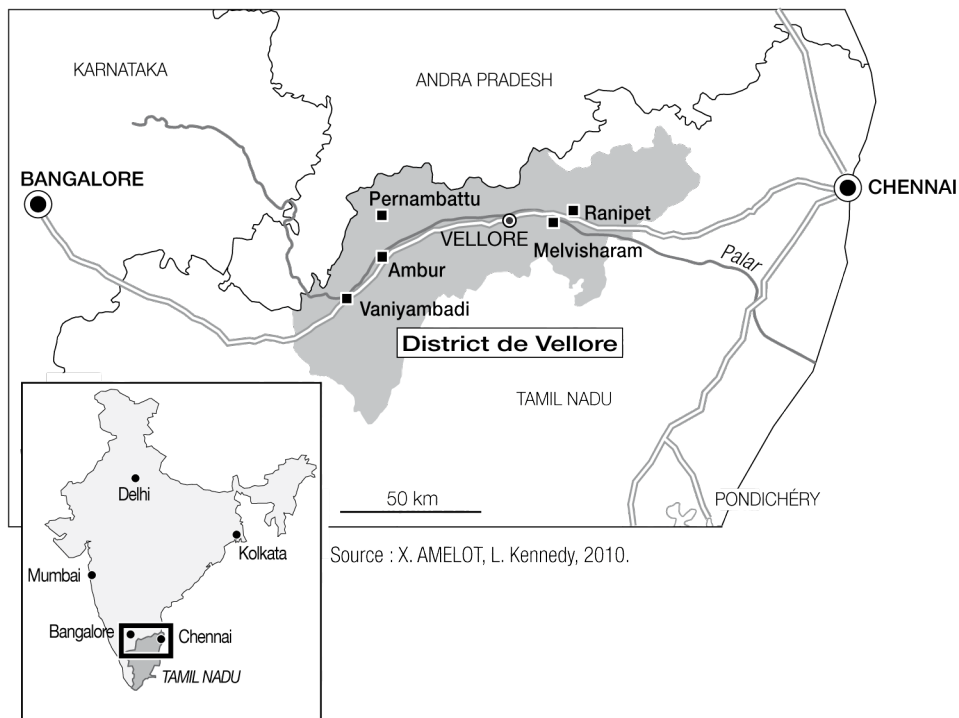 KARNATAKA
ANDRA PRADESH
BANGALORE
CHENNAI
Pernambattu
Ranipet
VELLORE
Melvisharam
Palar
Ambur
Vaniyambadi
District de Vellore
TAMIL NADU
50 km
PONDICHÉRY
Source : X. AMELOT, L. Kennedy, 2010.
Delhi
Kolkata
Mumbai
Bangalore
Chennai
TAMIL NADU